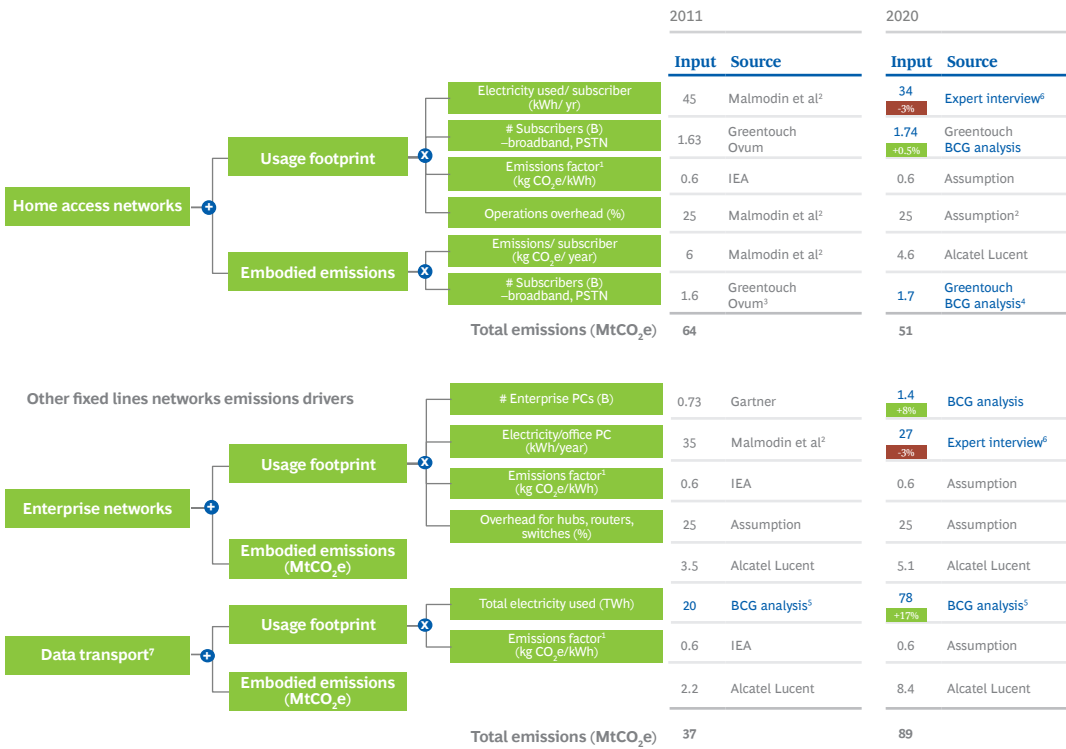 2011
2020
Input Source
Input Source
Home access networks
Usage footprint
Electricity used/ subscriber
(kWh/ yr)
45 Malmodin et al²
34
-3%
Expert interview⁶
# Subscribers (B)
–broadband, PSTN
1.63 Greentouch
Ovum
1.74
+0.5%
Greentouch
BCG analysis
Emissions factor¹
(kg CO₂e/kWh)
0.6 IEA
0.6 Assumption
Operations overhead (%)
25 Malmodin et al²
25 Assumption²
Embodied emissions
Emissions/ subscriber
(kg CO₂e/ year)
6 Malmodin et al²
4.6 Alcatel Lucent
# Subscribers (B)
–broadband, PSTN
1.6 Greentouch
Ovum³
1.7 Greentouch
BCG analysis⁴
Total emissions (MtCO₂e) 64 51
Other fixed lines networks emissions drivers
Enterprise networks
Usage footprint
# Enterprise PCs (B)
0.73 Gartner
1.4
+8%
BCG analysis
Electricity/office PC
(kWh/year)
35 Malmodin et al²
27
-3%
Expert interview⁶
Emissions factor¹
(kg CO₂e/kWh)
0.6 IEA
0.6 Assumption
Overhead for hubs, routers,
switches (%)
25 Assumption
25 Assumption
Embodied emissions
(MtCO₂e)
3.5 Alcatel Lucent
5.1 Alcatel Lucent
Data transport⁷
Usage footprint
Total electricity used (TWh)
20 BCG analysis⁵
78
+17%
BCG analysis⁵
Emissions factor¹
(kg CO₂e/kWh)
0.6 IEA
0.6 Assumption
Embodied emissions
(MtCO₂e)
2.2 Alcatel Lucent
8.4 Alcatel Lucent
Total emissions (MtCO₂e) 37 89